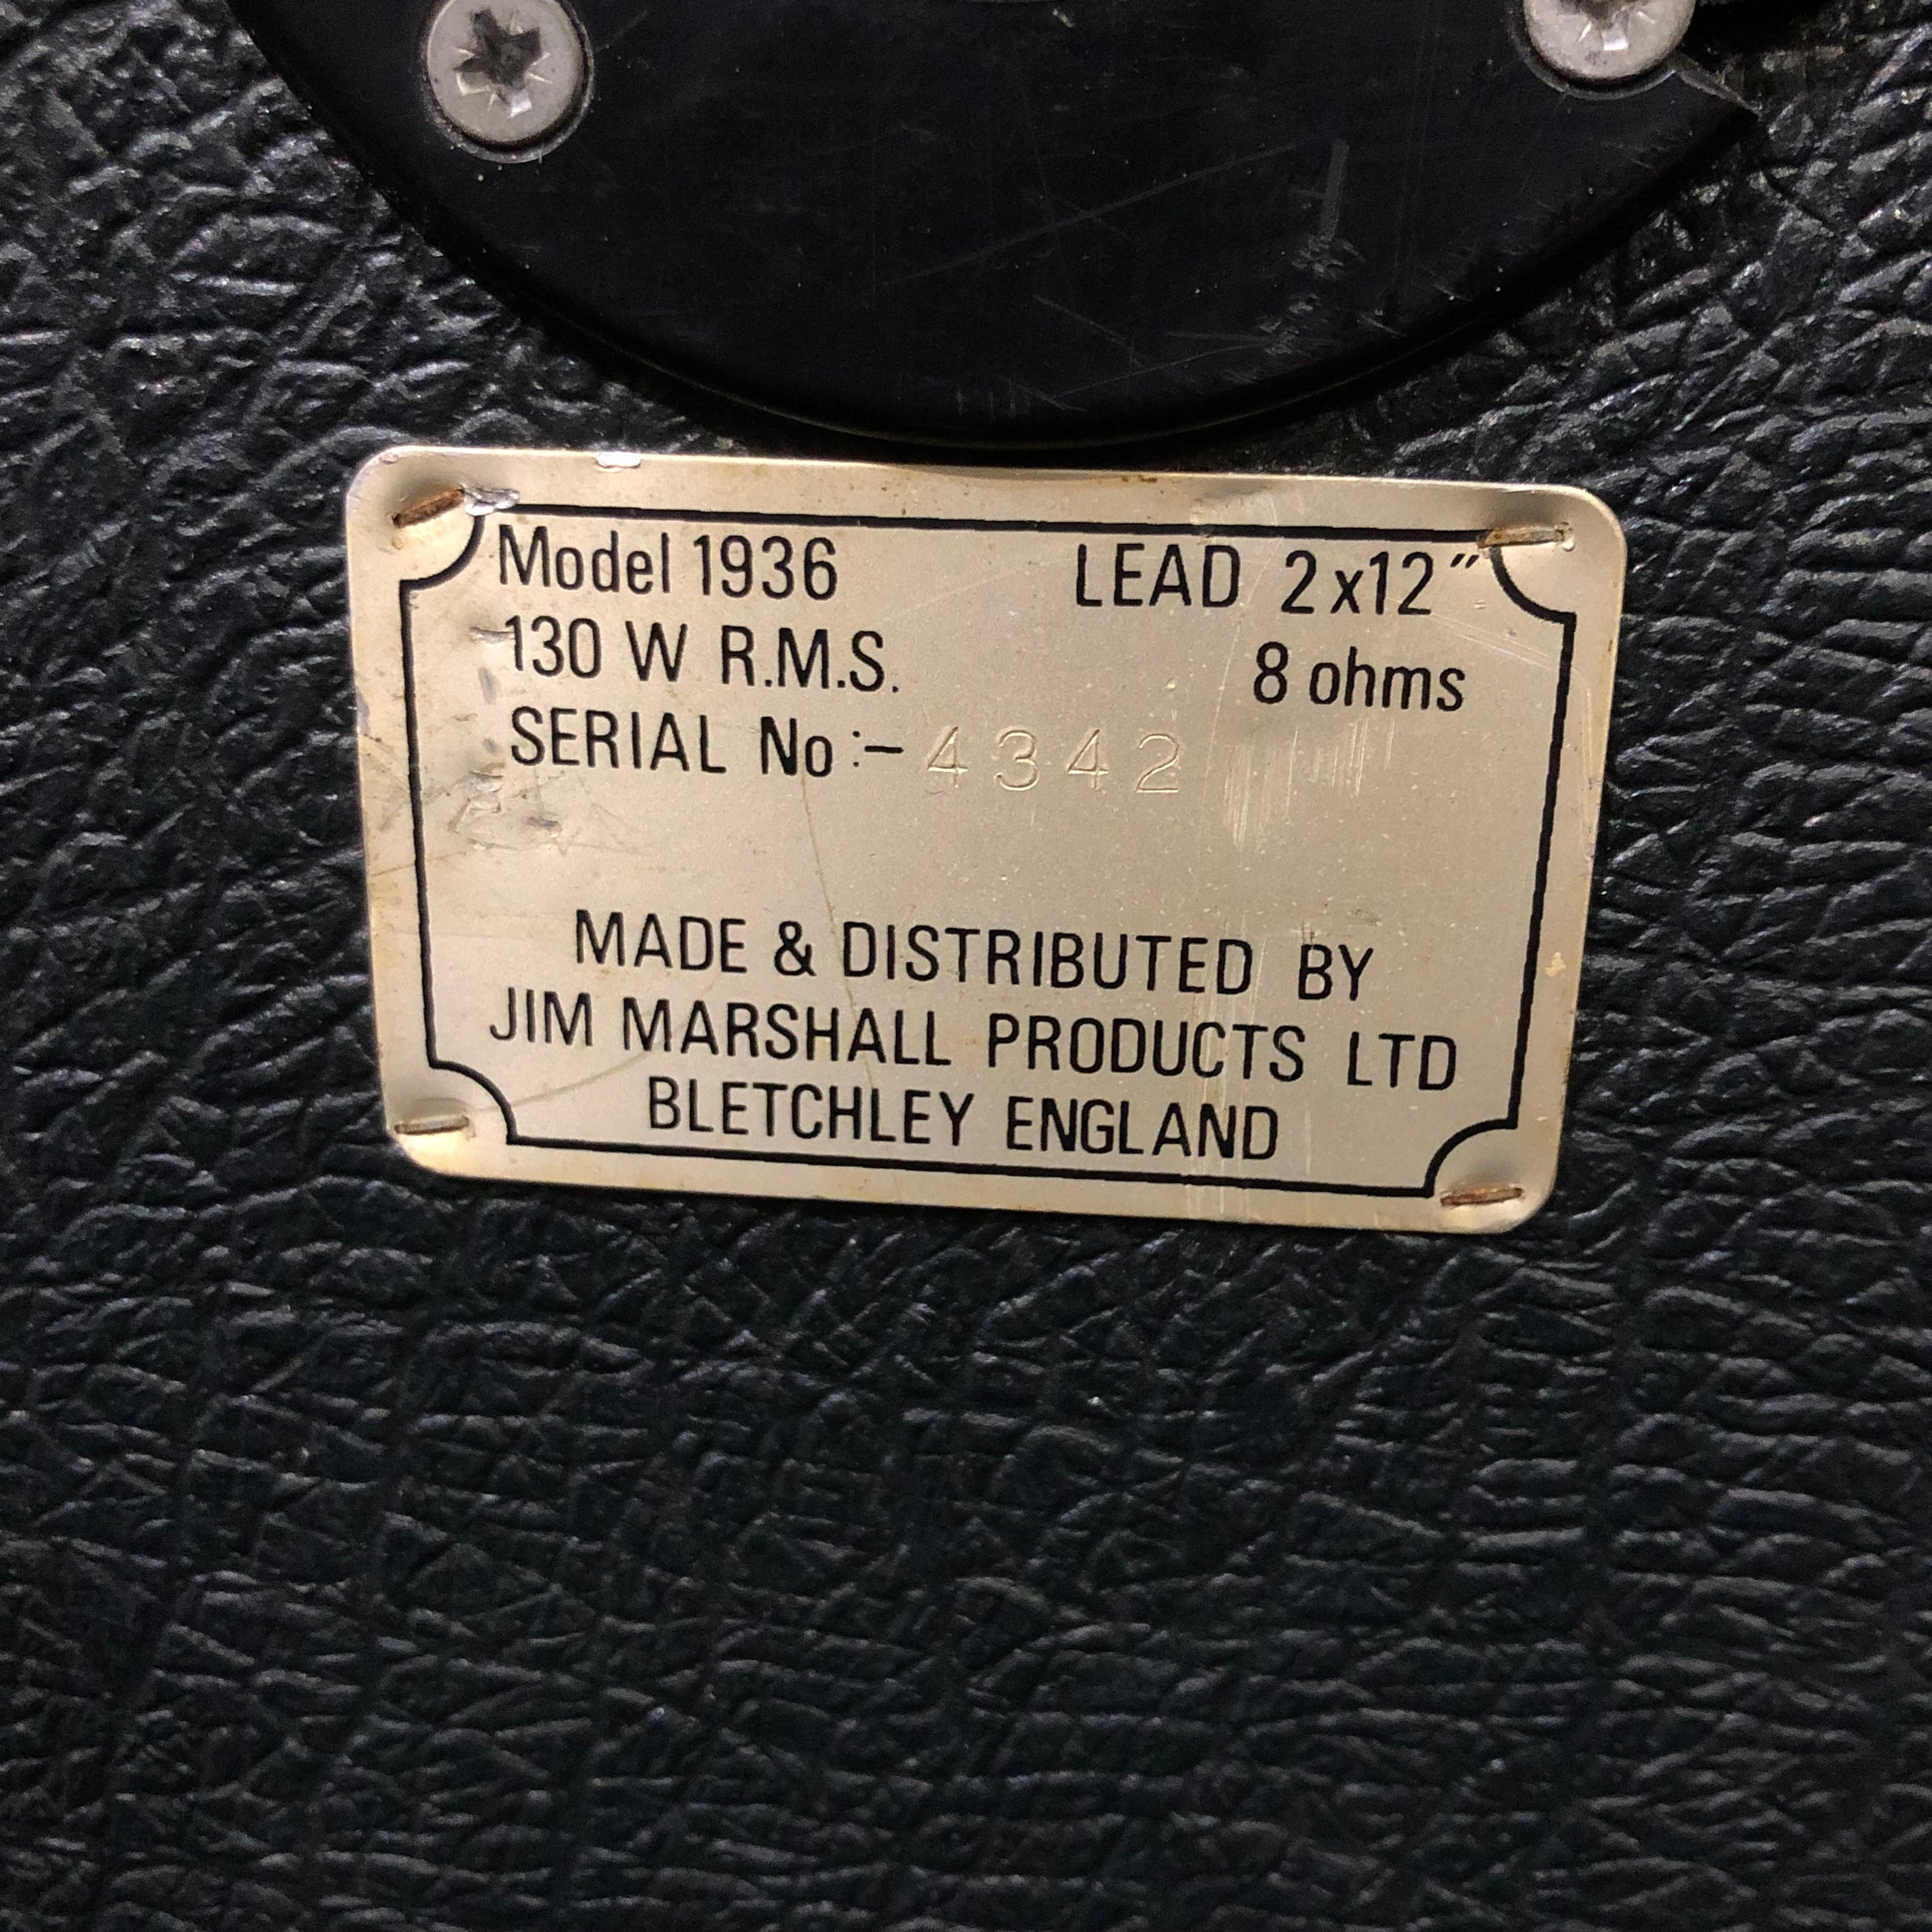 Model 1936 LEAD 2x12"
130 W R.M.S. 8 ohms
SERIAL No :- 4342
MADE & DISTRIBUTED BY
JIM MARSHALL PRODUCTS LTD
BLETCHLEY ENGLAND